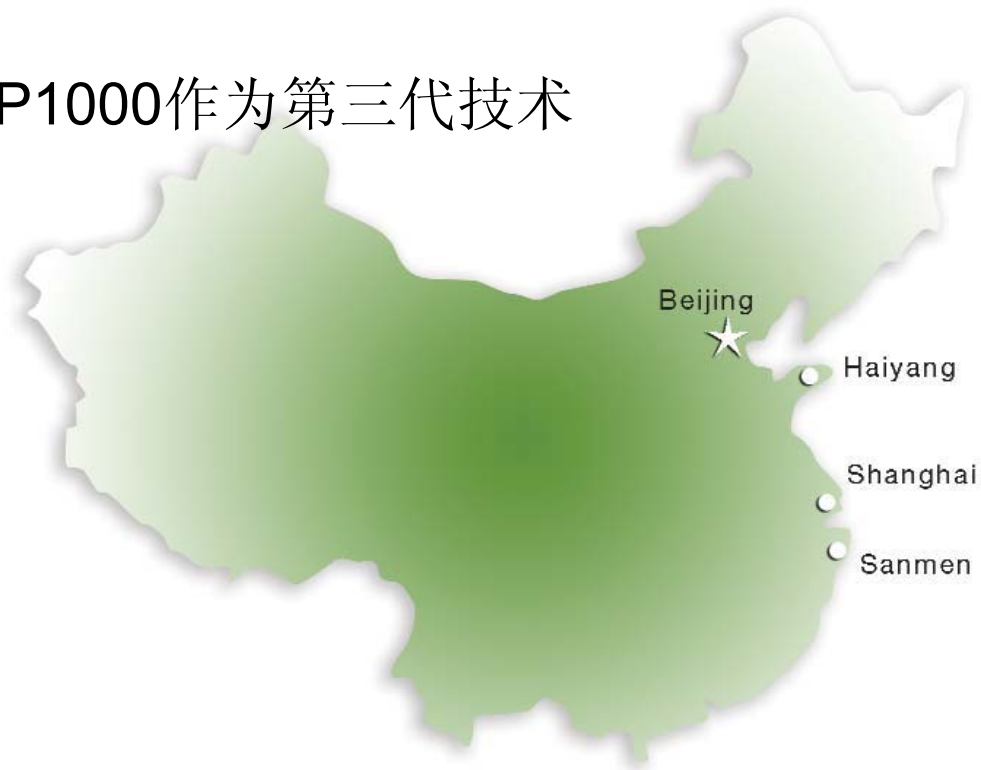 P1000作为第三代技术
Beijing
Haiyang
Shanghai
Sanmen